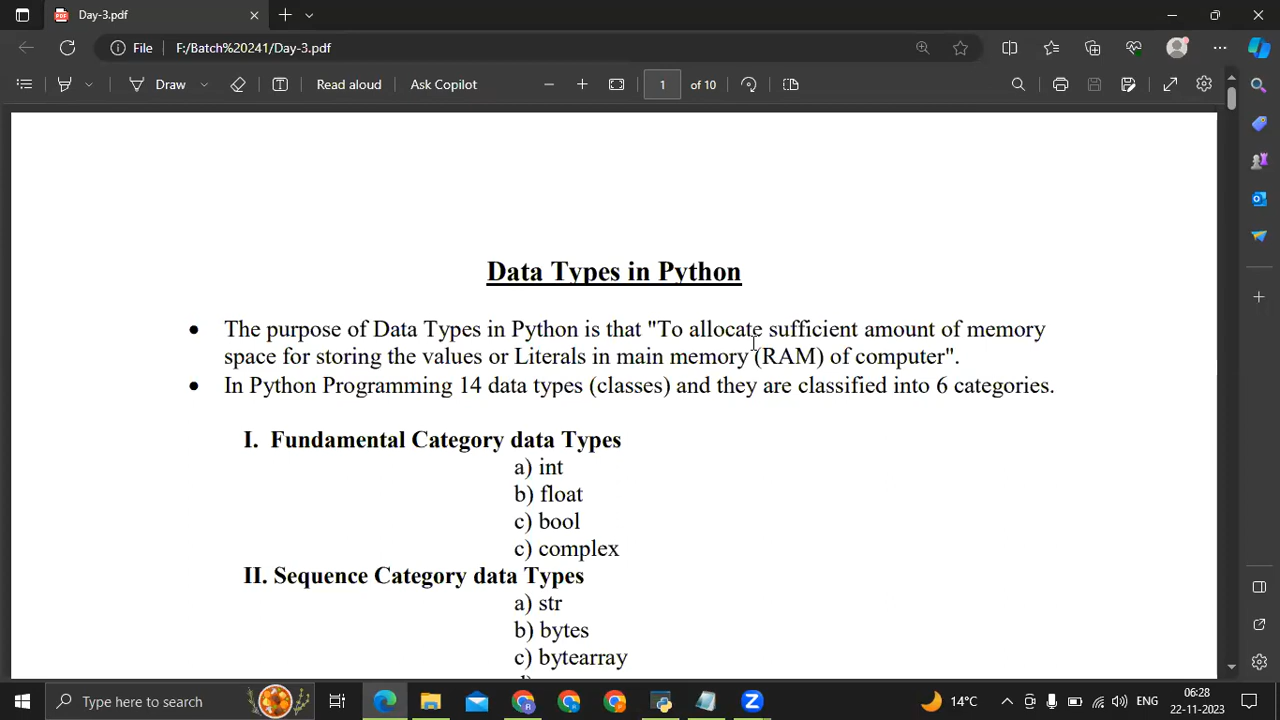 Day-3.pdf
File
F:/Batch%20241/Day-3.pdf
Draw
Read aloud
Ask Copilot
1
of 10
Data Types in Python
• The purpose of Data Types in Python is that "To allocate sufficient amount of memory
space for storing the values or Literals in main memory (RAM) of computer".
• In Python Programming 14 data types (classes) and they are classified into 6 categories.
I. Fundamental Category data Types
a) int
b) float
c) bool
c) complex
II. Sequence Category data Types
a) str
b) bytes
c) bytearray
Type here to search
14°C
ENG
06:28
22-11-2023